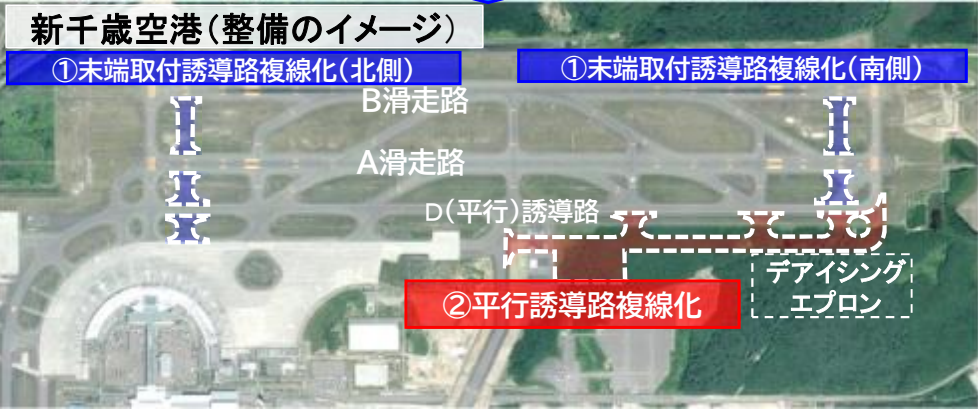 新千歳空港(整備のイメージ)
①末端取付誘導路複線化(北側)
①末端取付誘導路複線化(南側)
B滑走路
A滑走路
D(平行)誘導路
デアイシング
エプロン
②平行誘導路複線化